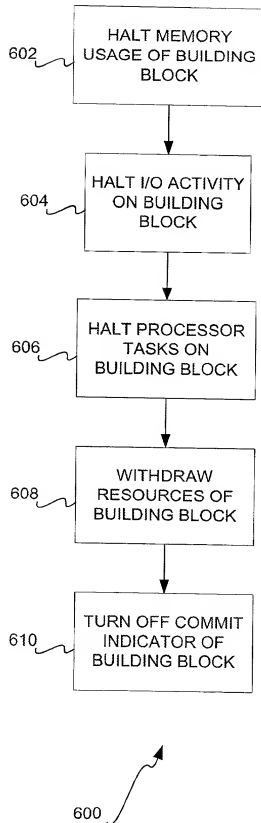 602
HALT MEMORY
USAGE OF BUILDING
BLOCK
604
HALT I/O ACTIVITY
ON BUILDING
BLOCK
606
HALT PROCESSOR
TASKS ON
BUILDING BLOCK
608
WITHDRAW
RESOURCES OF
BUILDING BLOCK
610
TURN OFF COMMIT
INDICATOR OF
BUILDING BLOCK
600